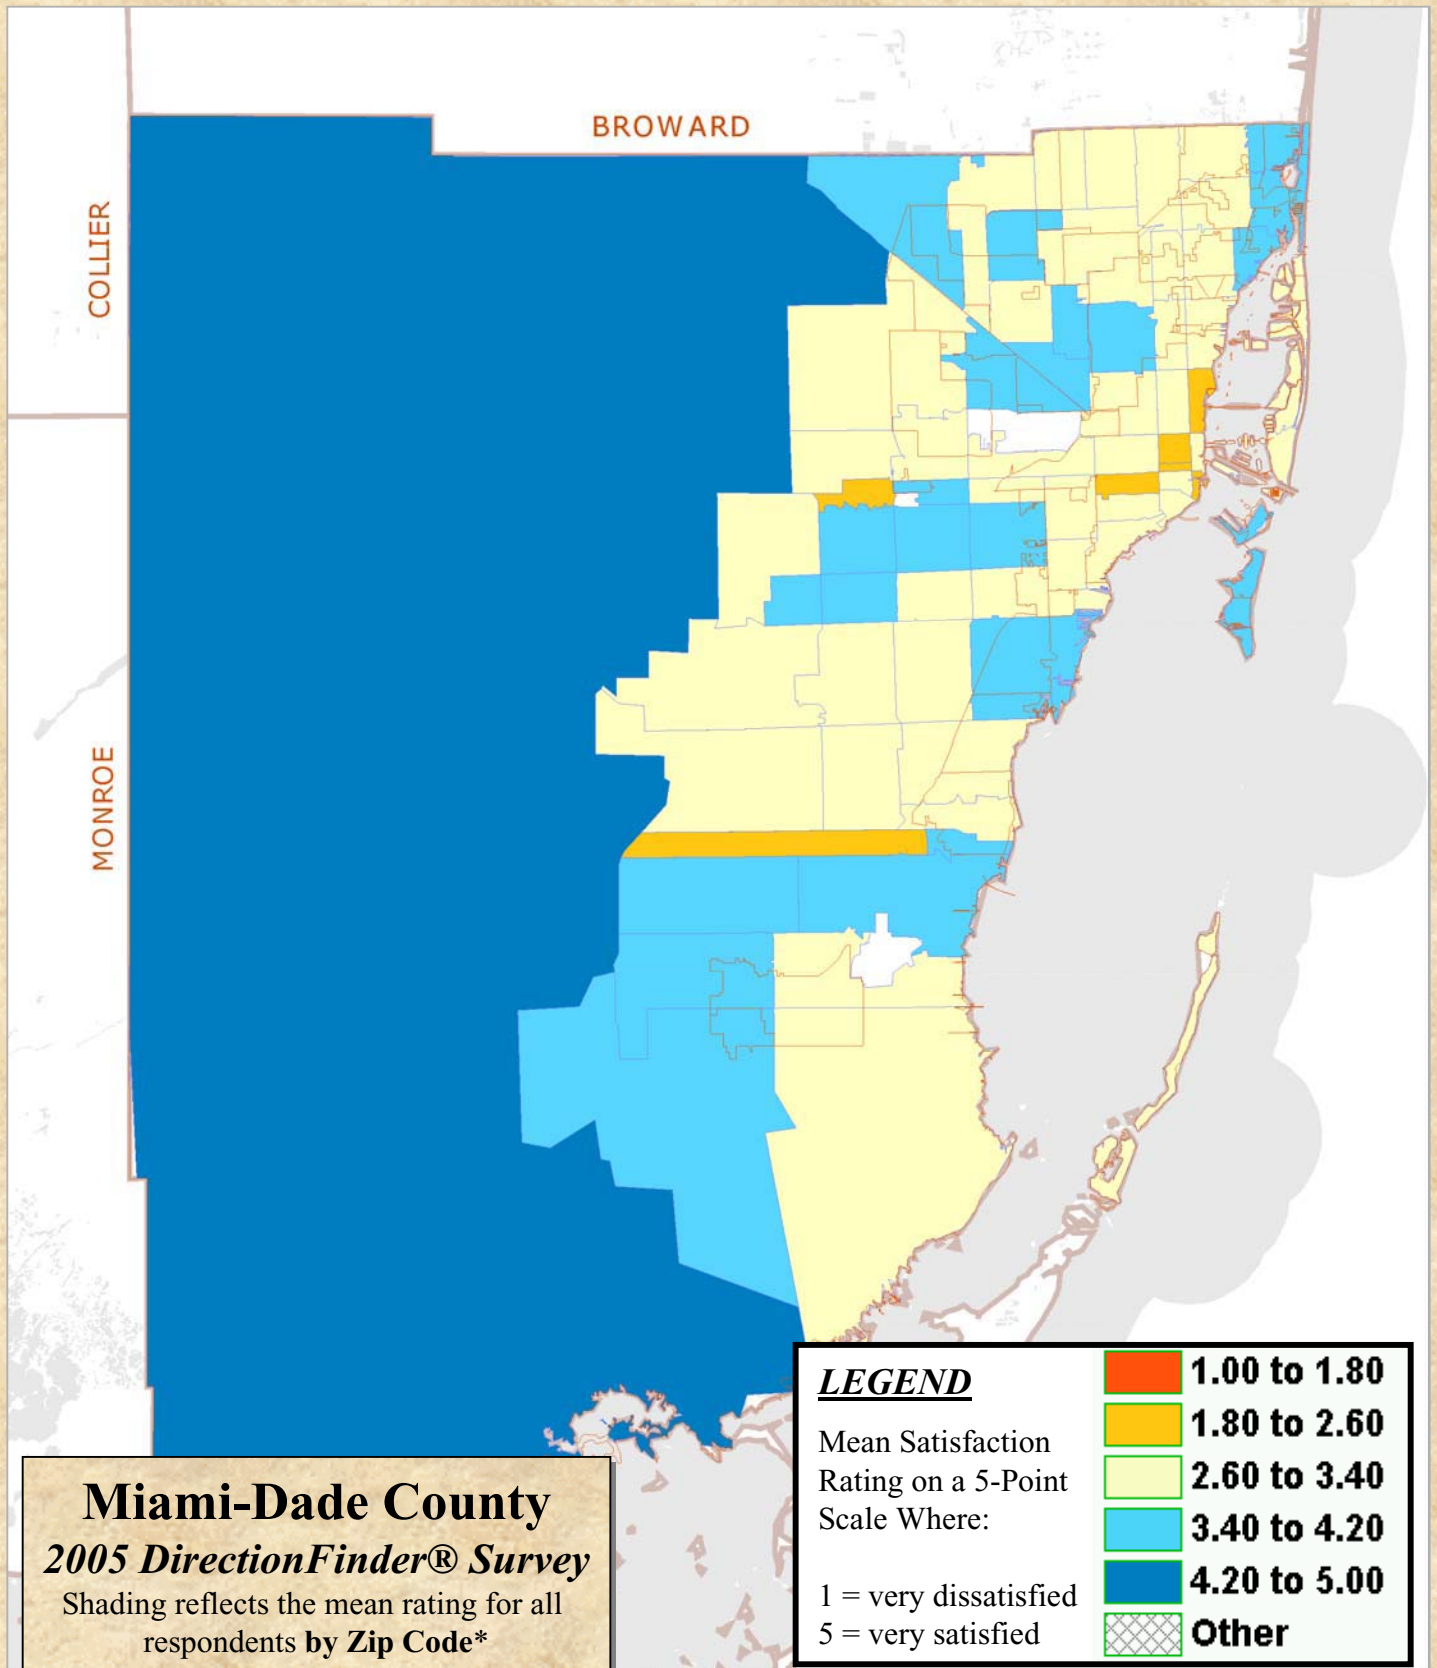 BROWARD
COLLIER
MONROE
LEGEND
Mean Satisfaction
Rating on a 5-Point
Scale Where:
1 = very dissatisfied
5 = very satisfied
1.00 to 1.80
1.80 to 2.60
2.60 to 3.40
3.40 to 4.20
4.20 to 5.00
Other
Miami-Dade County
2005 DirectionFinder® Survey
Shading reflects the mean rating for all
respondents by Zip Code*